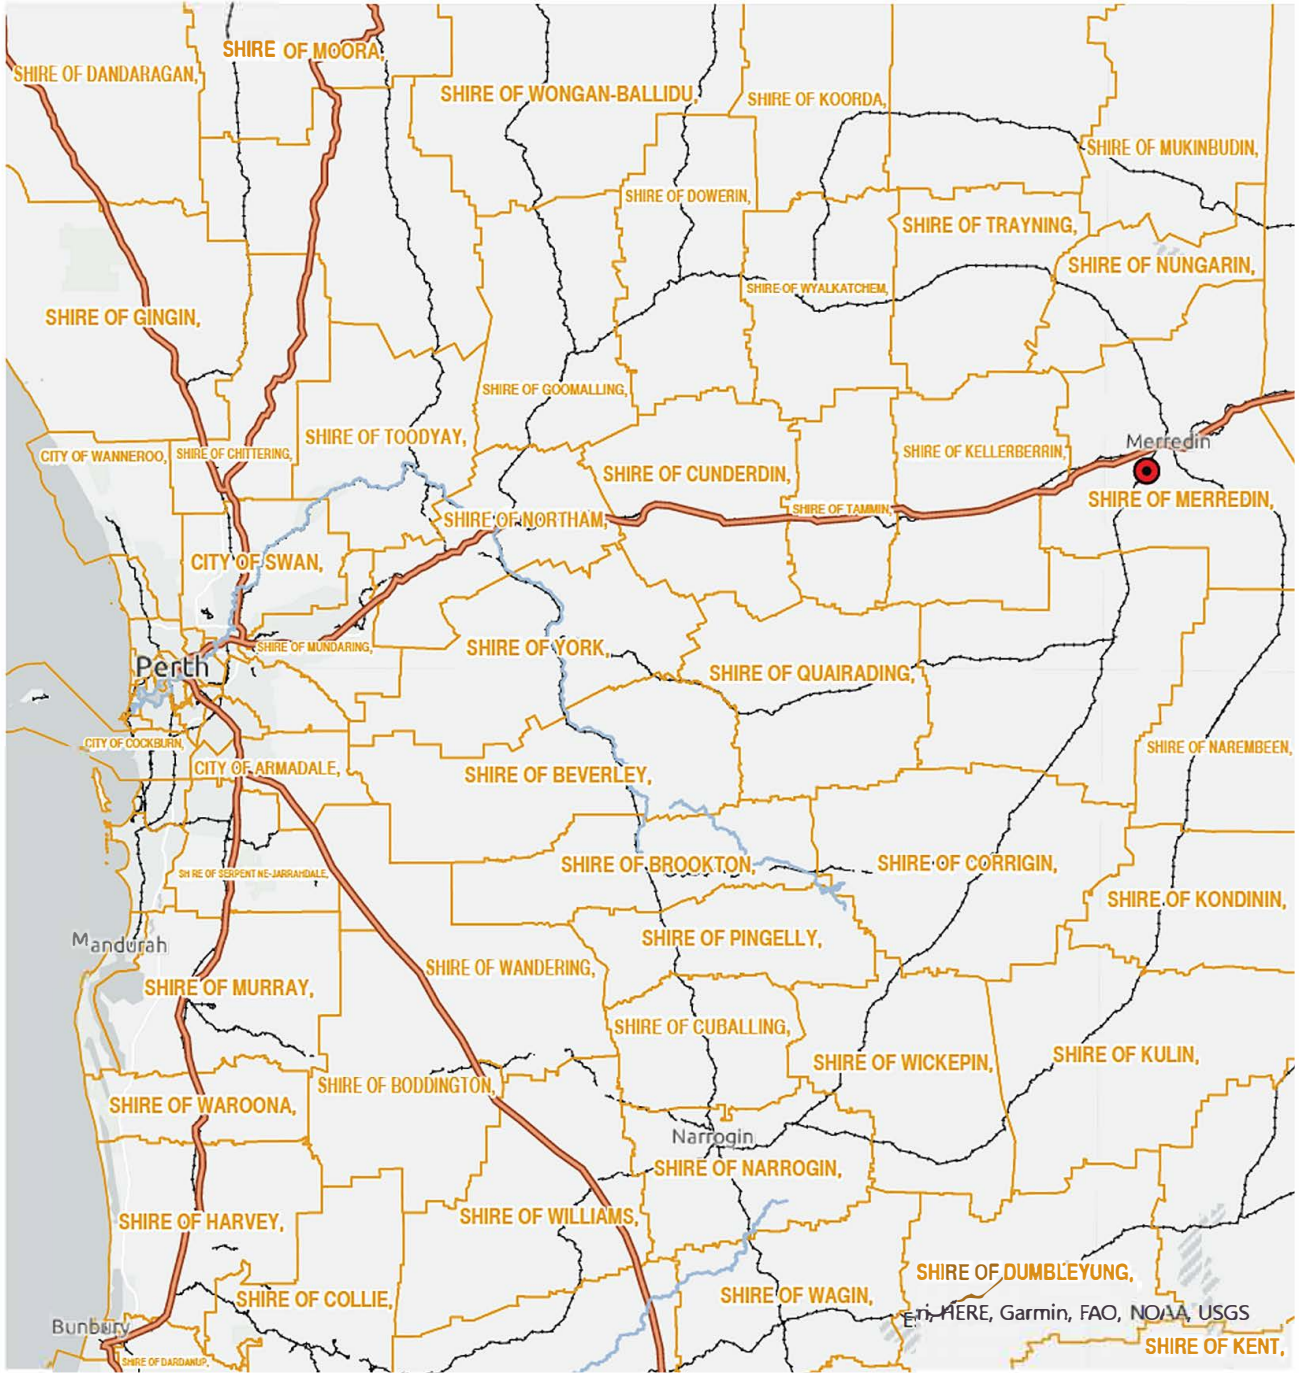 SHIRE OF MOORA,
SHIRE OF DANDARAGAN,
SHIRE OF WONGAN-BALLIDU,
SHIRE OF KOORDA,
SHIRE OF MUKINBUDIN,
SHIRE OF DOWERIN,
SHIRE OF TRAYNING,
SHIRE OF NUNGARIN,
SHIRE OF WYALKATCHEM,
SHIRE OF GINGIN,
SHIRE OF GOOMALLING,
SHIRE OF TOODYAY,
Merredin
CITY OF WANNEROO,
SHIRE OF CHITTERING,
SHIRE OF KELLERBERRIN,
SHIRE OF CUNDERDIN,
SHIRE OF MERREDIN,
SHIRE OF TAMMIN,
SHIRE OF NORTHAM,
CITY OF SWAN,
SHIRE OF MUNDARING,
SHIRE OF YORK,
Perth
SHIRE OF QUAIRADING,
CITY OF COCKBURN,
SHIRE OF NAREMBEEN,
CITY OF ARMADALE,
SHIRE OF BEVERLEY,
SHIRE OF BROOKTON,
SHIRE OF CORRIGIN,
SH RE OF SERPENT NE-JARRAHDALE,
SHIRE OF KONDININ,
SHIRE OF PINGELLY,
Mandurah
SHIRE OF WANDERING,
SHIRE OF MURRAY,
SHIRE OF CUBALLING,
SHIRE OF KULIN,
SHIRE OF WICKEPIN,
SHIRE OF BODDINGTON,
SHIRE OF WAROONA,
Narrogin
SHIRE OF NARROGIN,
SHIRE OF WILLIAMS,
SHIRE OF HARVEY,
SHIRE OF DUMBLEYUNG,
SHIRE OF WAGIN,
SHIRE OF COLLIE,
HERE, Garmin, FAO, NOAA, USGS
Bunbury
SHIRE OF KENT,
SHIRE OF DARDANUP,